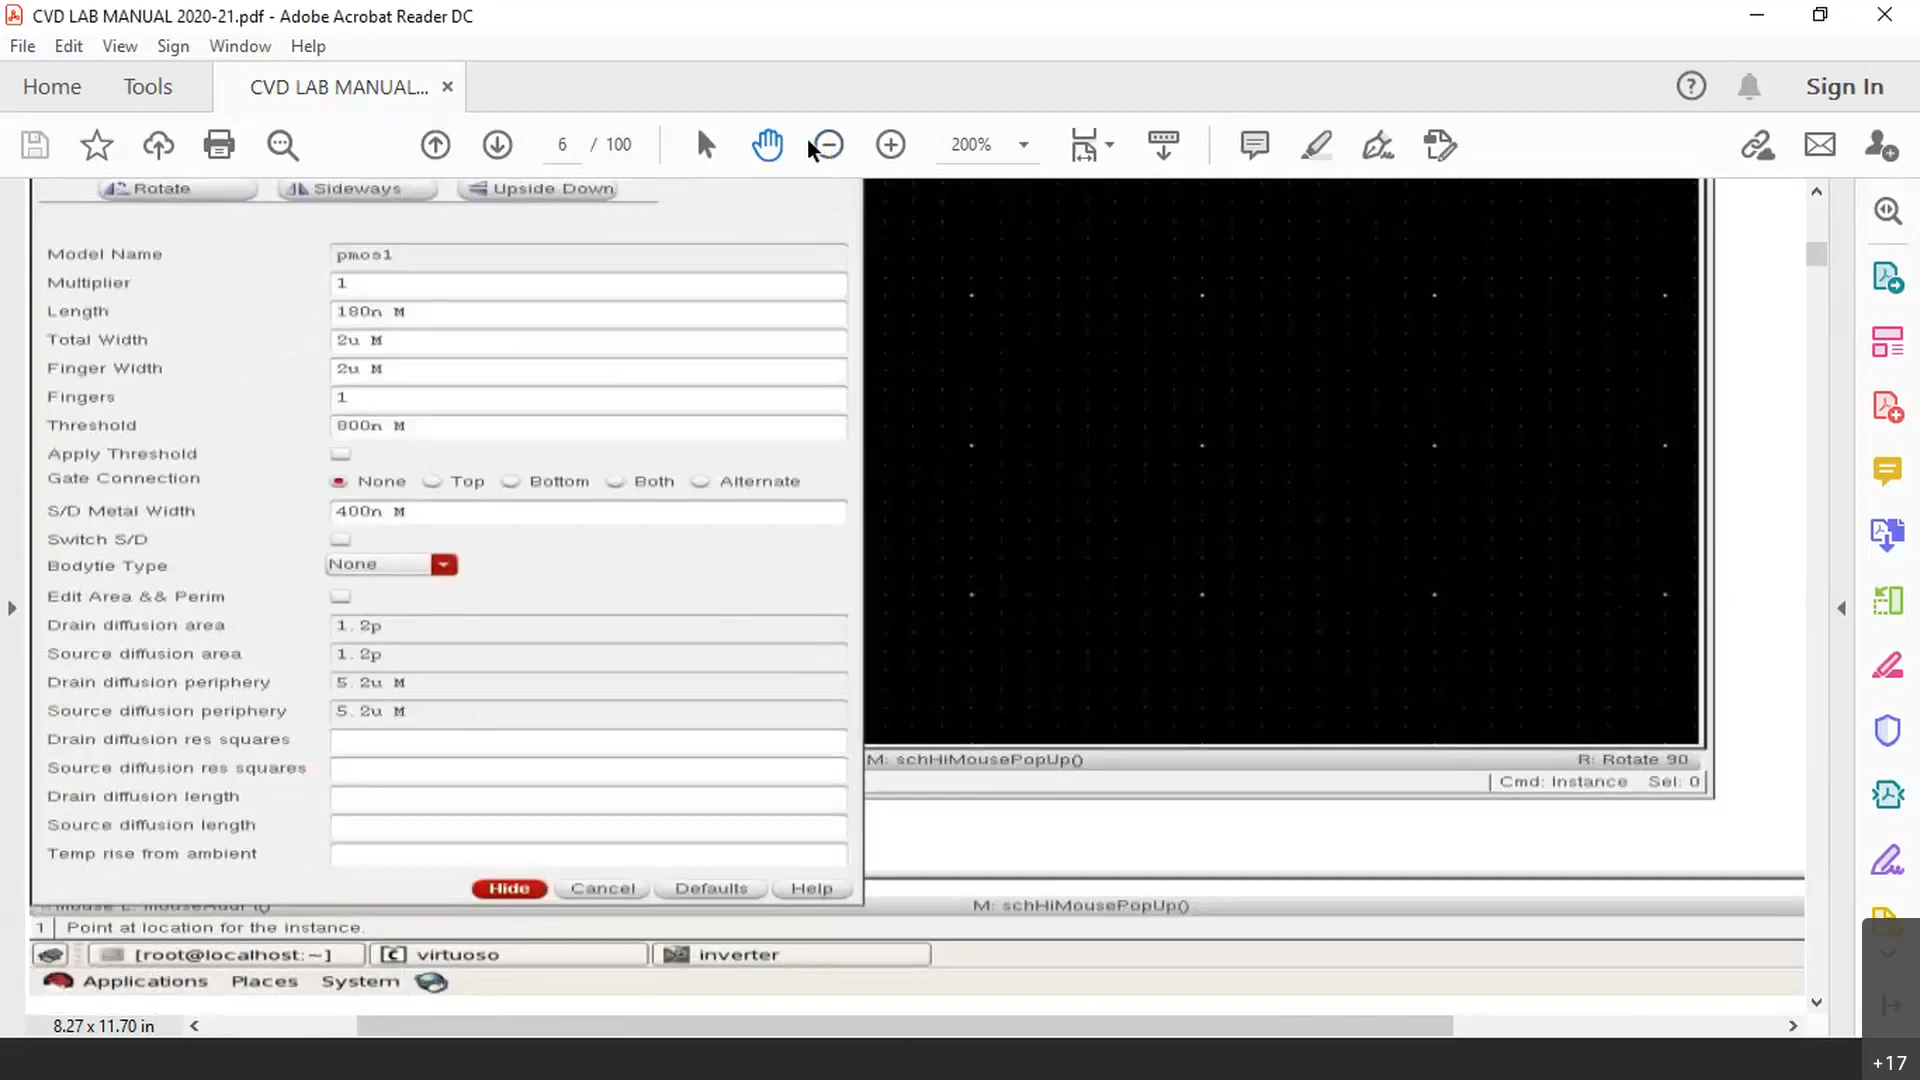 CVD LAB MANUAL 2020-21.pdf - Adobe Acrobat Reader DC
File Edit View Sign Window Help
Home Tools CVD LAB MANUAL... × Sign In
6 / 100 200%
Rotate Sideways Upside Down
Model Name pmos1
Multiplier 1
Length 180n M
Total Width 2u M
Finger Width 2u M
Fingers 1
Threshold 800n M
Apply Threshold
Gate Connection None Top Bottom Both Alternate
S/D Metal Width 400n M
Switch S/D
Bodytie Type None
Edit Area && Perim
Drain diffusion area 1.2p
Source diffusion area 1.2p
Drain diffusion periphery 5.2u M
Source diffusion periphery 5.2u M
Drain diffusion res squares
M: schHiMousePopUp() R: Rotate 90
Source diffusion res squares
Cmd: Instance Sel: 0
Drain diffusion length
Source diffusion length
Temp rise from ambient
Hide Cancel Defaults Help
M: schHiMousePopUp()
1 Point at location for the instance.
[root@localhost:~] virtuoso inverter
Applications Places System
8.27 x 11.70 in
+17